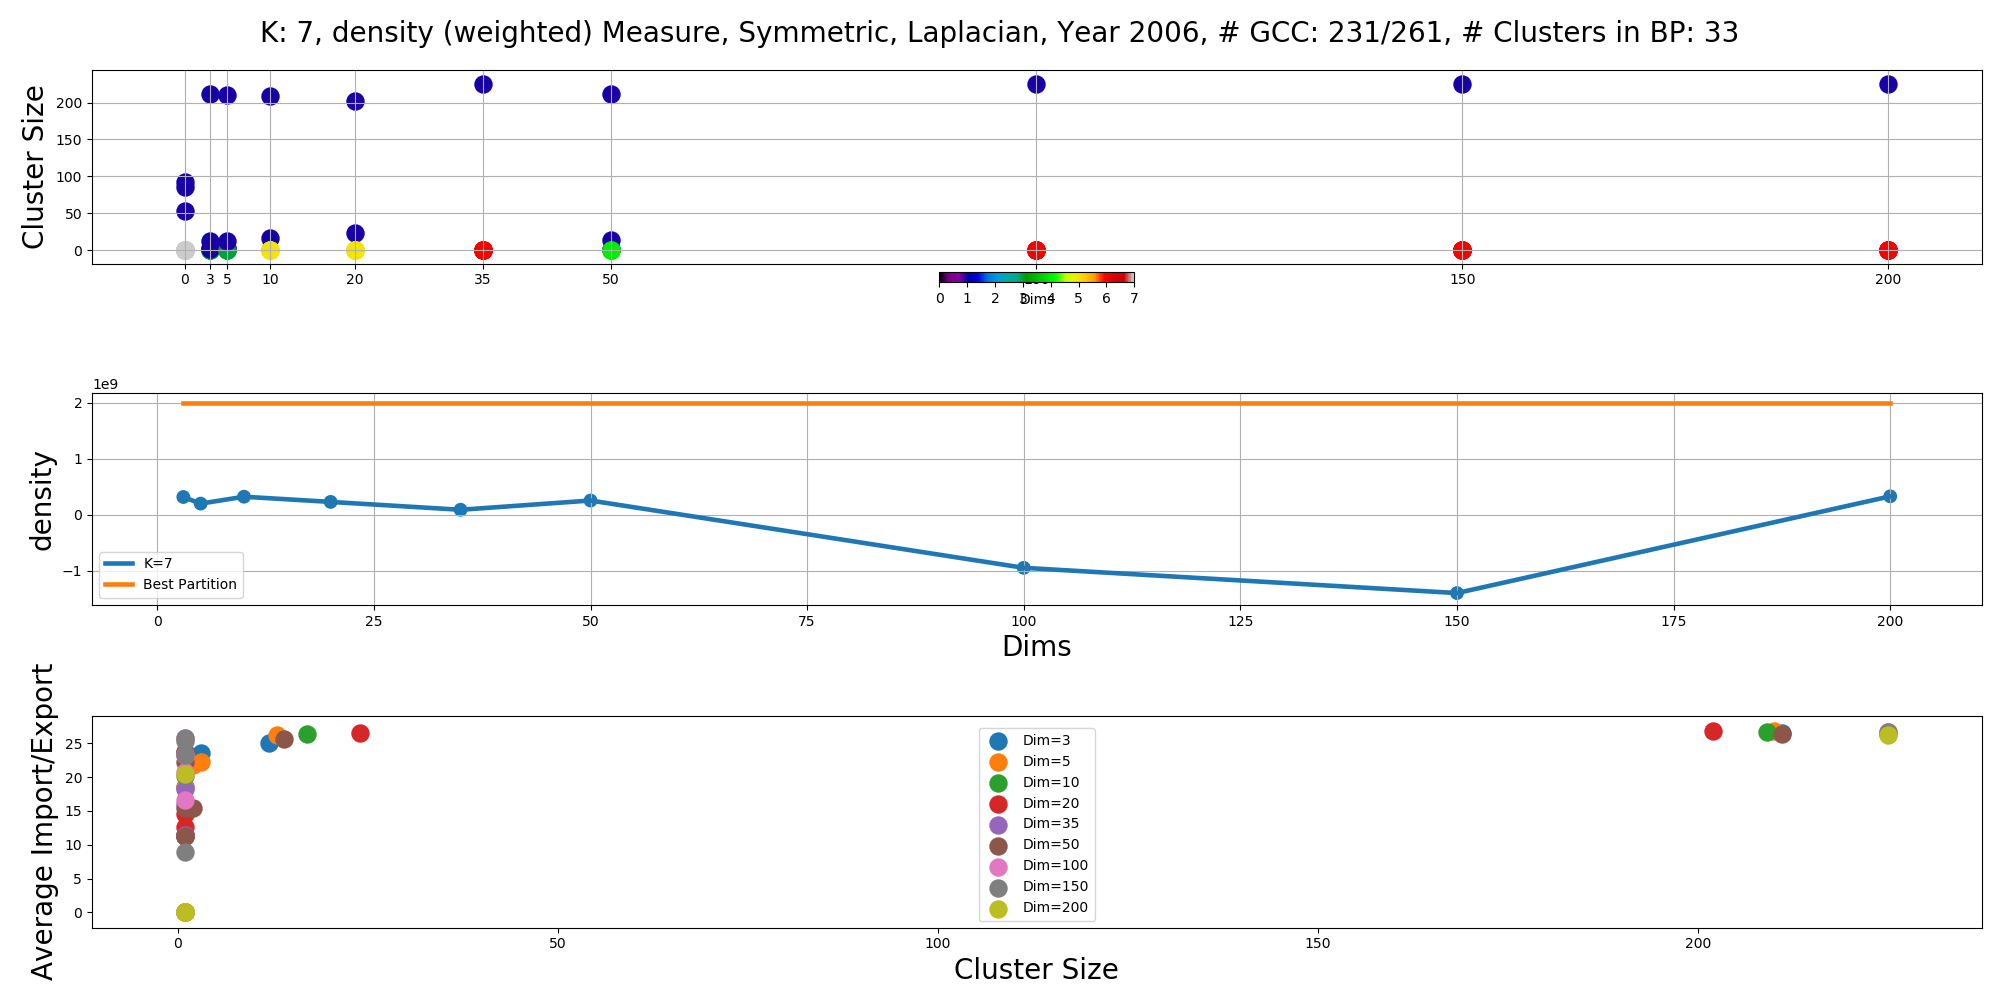 K: 7, density (weighted) Measure, Symmetric, Laplacian, Year 2006, # GCC: 231/261, # Clusters in BP: 33
Cluster Size
200
150
100
50
0
0 3 5 10 20 35 50 150 200
0 1 2 3 4 5 6 7
Dims
1e9
density
2
1
0
−1
K=7
Best Partition
0 25 50 75 100 125 150 175 200
Dims
Average Import/Export
25
20
15
10
5
0
Dim=3
Dim=5
Dim=10
Dim=20
Dim=35
Dim=50
Dim=100
Dim=150
Dim=200
0 50 100 150 200
Cluster Size